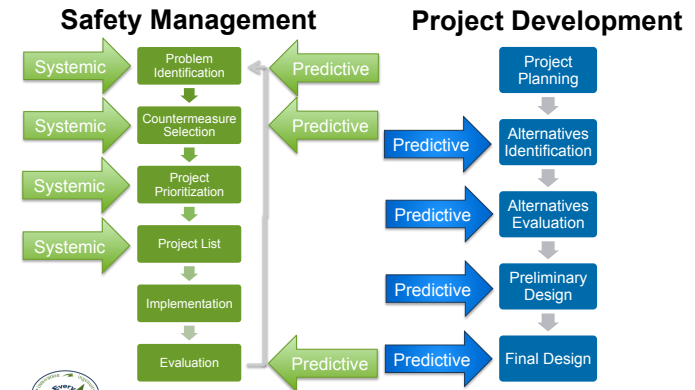 Safety Management
Project Development
Systemic
Problem
Identification
Predictive
Project
Planning
Systemic
Countermeasure
Selection
Predictive
Predictive
Alternatives
Identification
Systemic
Project
Prioritization
Predictive
Alternatives
Evaluation
Systemic
Project List
Predictive
Preliminary
Design
Implementation
Evaluation
Predictive
Predictive
Final Design
Every